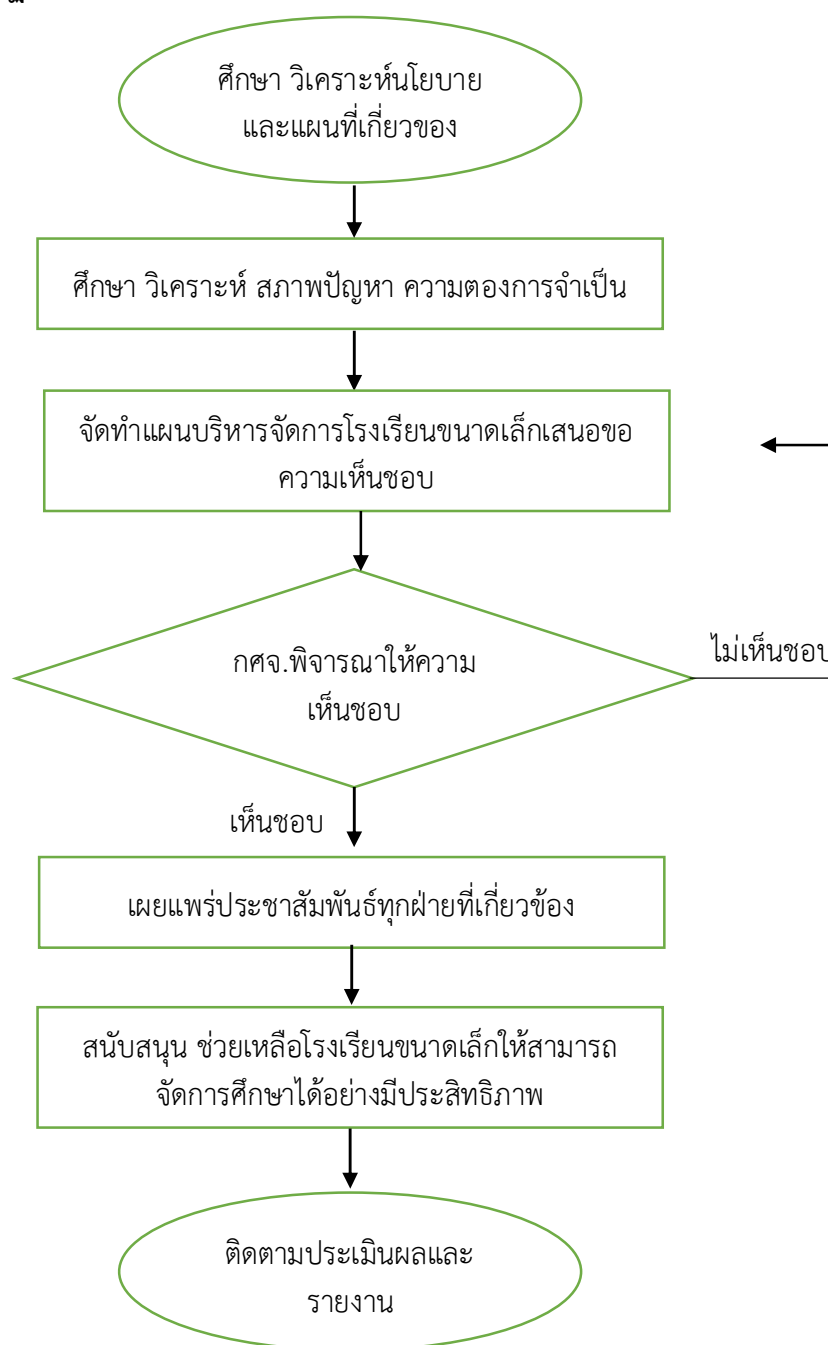 ศึกษา วิเคราะห์นโยบาย
และแผนที่เกี่ยวของ
ศึกษา วิเคราะห์ สภาพปัญหา ความตองการจำเป็น
จัดทำแผนบริหารจัดการโรงเรียนขนาดเล็กเสนอขอ
ความเห็นชอบ
กศจ.พิจารณาให้ความ
เห็นชอบ
ไม่เห็นชอบ
เห็นชอบ
เผยแพร่ประชาสัมพันธ์ทุกฝ่ายที่เกี่ยวข้อง
สนับสนุน ช่วยเหลือโรงเรียนขนาดเล็กให้สามารถ
จัดการศึกษาได้อย่างมีประสิทธิภาพ
ติดตามประเมินผลและ
รายงาน